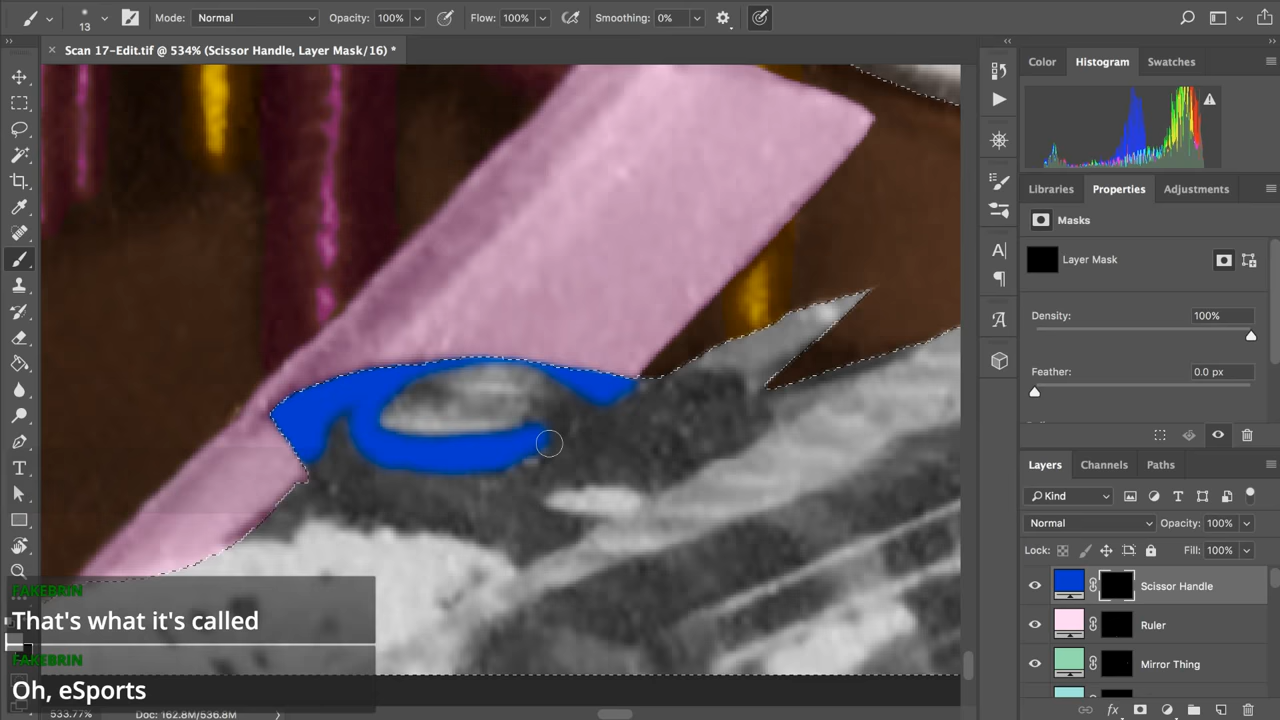 13
Mode: Normal
Opacity: 100%
Flow: 100%
Smoothing: 0%
Scan 17-Edit.tif @ 534% (Scissor Handle, Layer Mask/16) *
Color
Histogram
Swatches
Libraries
Properties
Adjustments
Masks
Layer Mask
Density:
100%
Feather:
0.0 px
Layers
Channels
Paths
Kind
Normal
Opacity: 100%
Lock:
Fill: 100%
Scissor Handle
Ruler
Mirror Thing
fx
FAKEBRIN
That's what it's called
FAKEBRIN
Oh, eSports
533.77%
Doc: 162.8M/536.8M